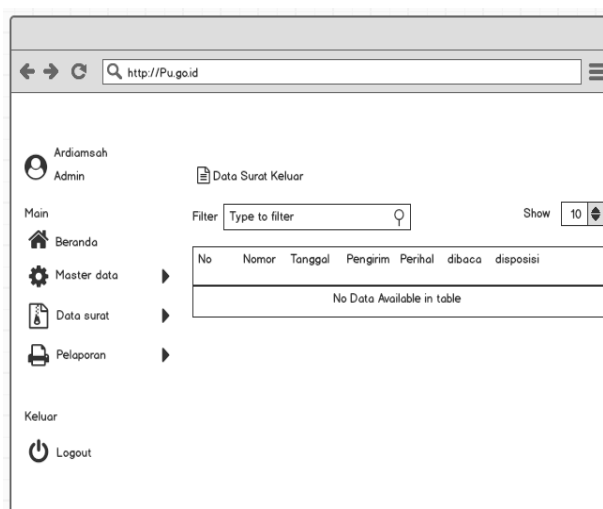 http://Pu.go.id
Ardiamsah
Admin
Main
Beranda
Master data
Data surat
Pelaporan
Keluar
Logout
Data Surat Keluar
Filter Type to filter Show 10
No Nomor Tanggal Pengirim Perihal dibaca disposisi
No Data Available in table